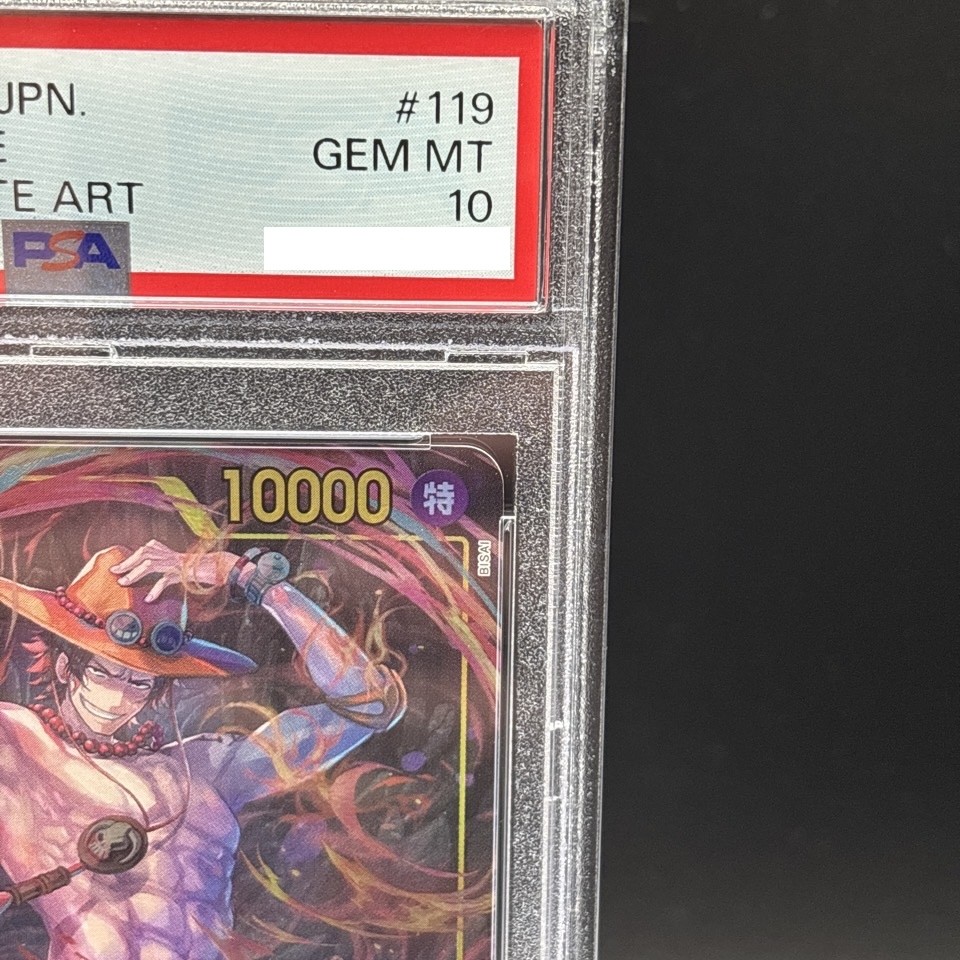 JPN.
#119
E
GEM MT
TE ART
10
PSA
10000
特
BISAI